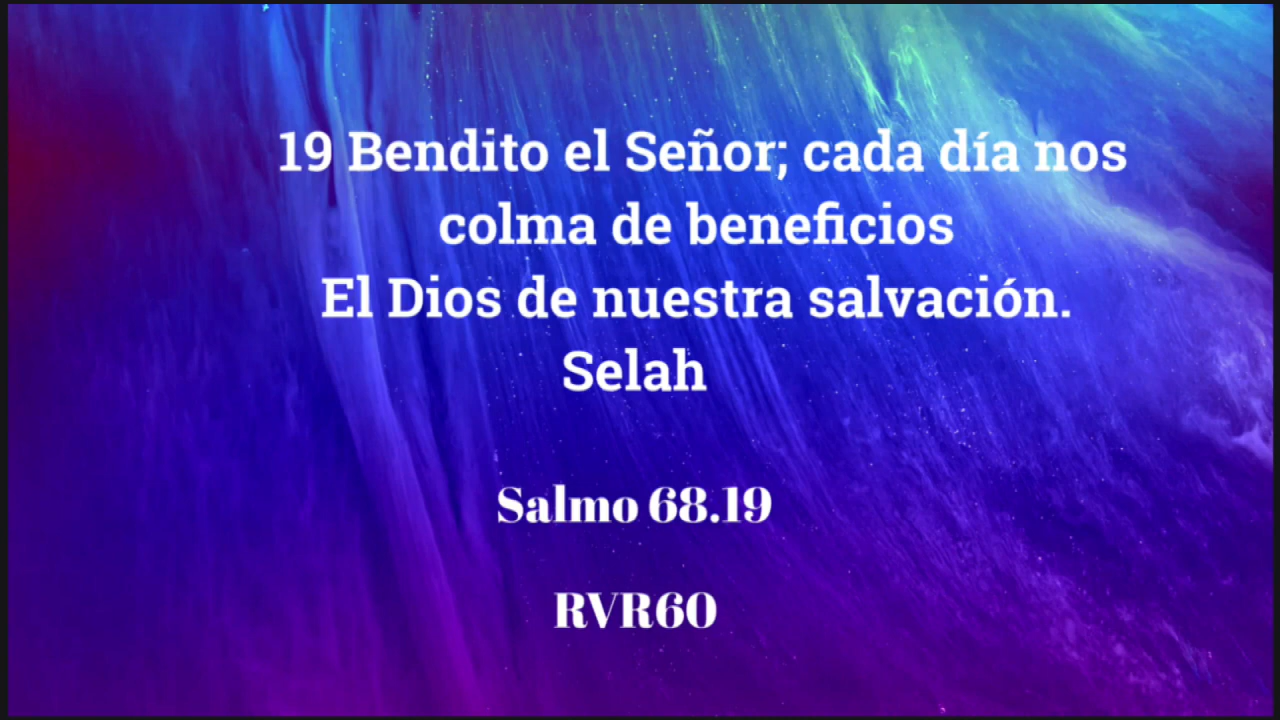 19 Bendito el Señor; cada día nos
colma de beneficios
El Dios de nuestra salvación.
Selah
Salmo 68.19
RVR60